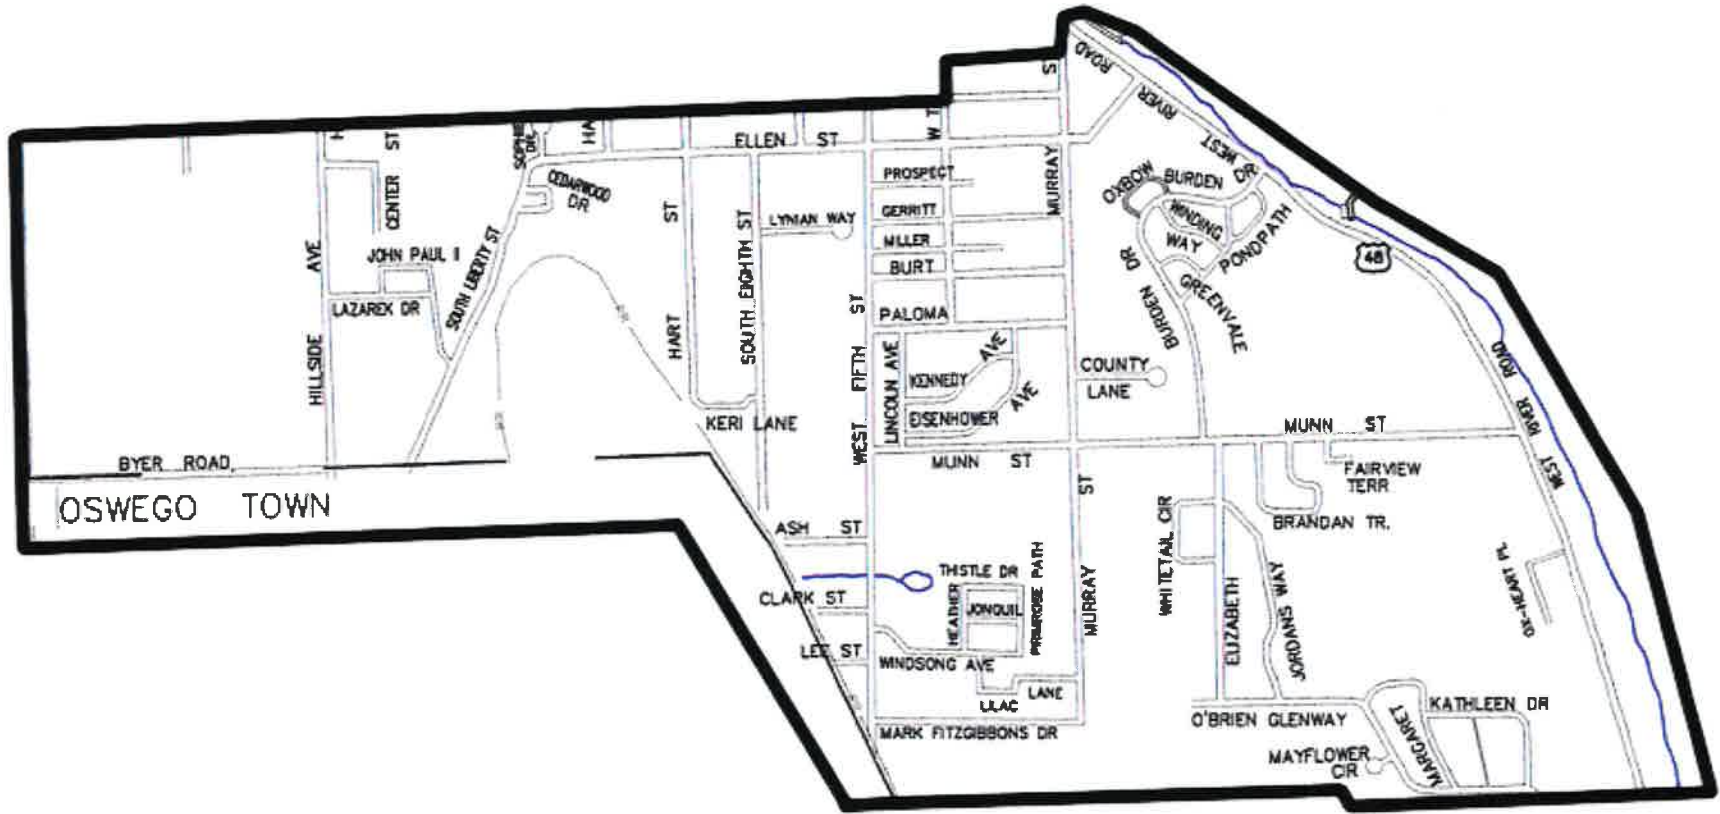 ST
ROAD
RIVER
WEST
SOPHIE
DR.
HA
W T
ELLEN ST
CENTER ST
CEDARWOOD
DR
PROSPECT
MURRAY
OXBOW
BURDEN DR
GERRITT
LYNIAN WAY
WINDING
WAY
MILLER
PONDPATH
HILLSIDE AVE
JOHN PAUL II
SOUTH LIBERTY ST
HART ST
SOUTH EIGHTH ST
BURT
48
BURDEN DR
GREENVALE
LAZAREK DR
WEST FIFTH ST
PALOMA
LINCOLN AVE
KENNEDY AVE
COUNTY
LANE
EISENHOWER AVE
KERI LANE
WEST RIVER ROAD
MUNN ST
BYER ROAD
MUNN ST
FAIRVIEW
TERR
OSWEGO TOWN
ASH ST
MURRAY ST
WHITETAIL CIR
BRANDAN TR.
THISTLE DR
PRIMROSE PATH
OX-HEART PL
CLARK ST
HEATHER
JONQUIL
ELIZABETH
JORDANS WAY
LEE ST
WINDSONG AVE
LILAC LANE
O'BRIEN GLENWAY
KATHLEEN DR
MARK FITZGIBBONS DR
MARGARET
MAYFLOWER
CIR